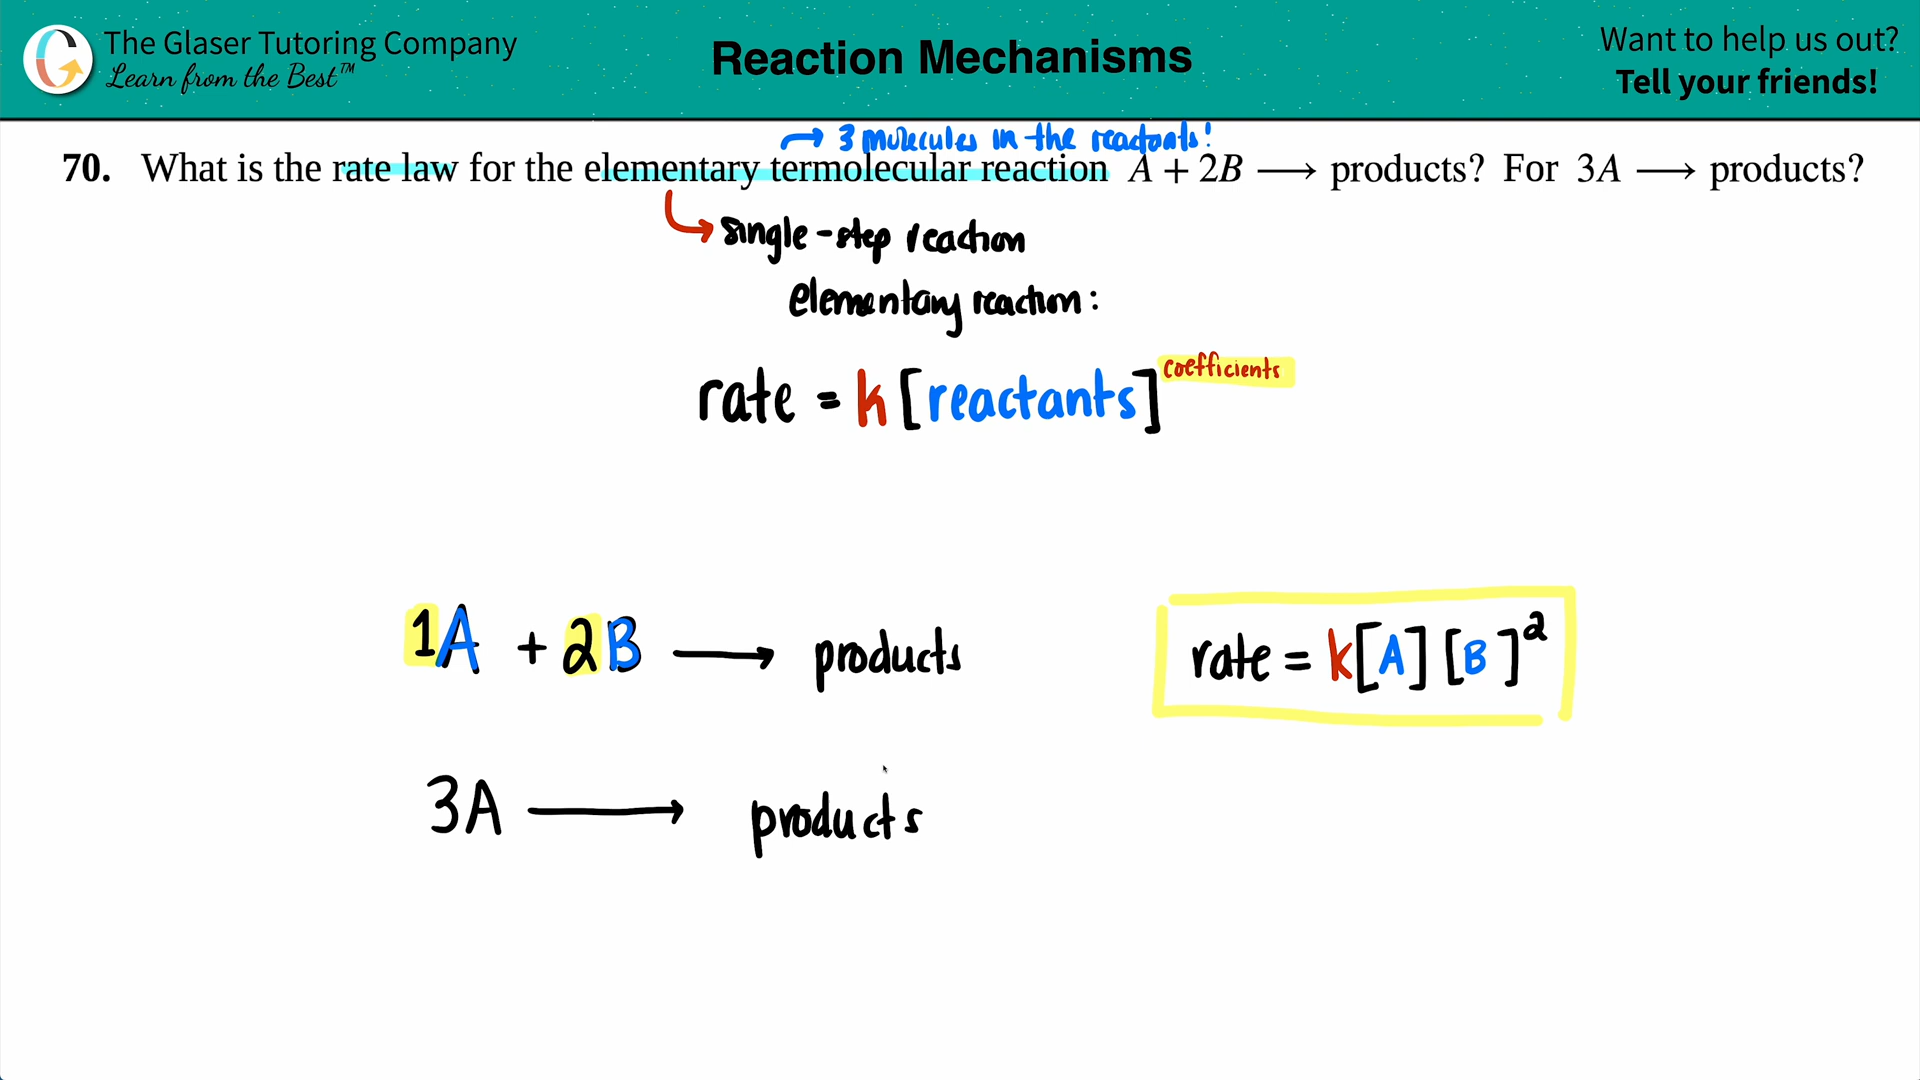 The Glaser Tutoring Company
Learn from the Best™
Reaction Mechanisms
Want to help us out?
Tell your friends!
→ 3 molecules in the reactants!
70. What is the rate law for the elementary termolecular reaction A + 2B ⟶ products? For 3A ⟶ products?
single-step reaction
elementary reaction:
rate = k[reactants]^coefficients
1A + 2B ⟶ products
rate = k[A][B]²
3A ⟶ products